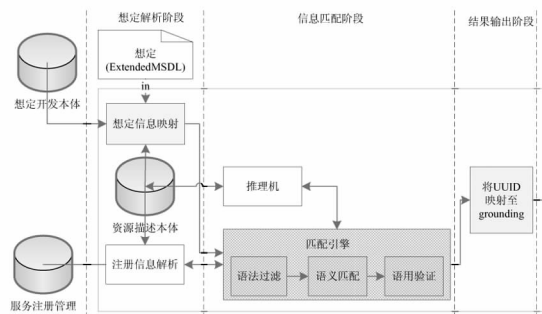 想定解析阶段
信息匹配阶段
结果输出阶段
想定
(ExtendedMSDL)
in
想定开发本体
想定信息映射
资源描述本体
推理机
将UUID
映射至
grounding
注册信息解析
匹配引擎
语法过滤
语义匹配
语用验证
服务注册管理